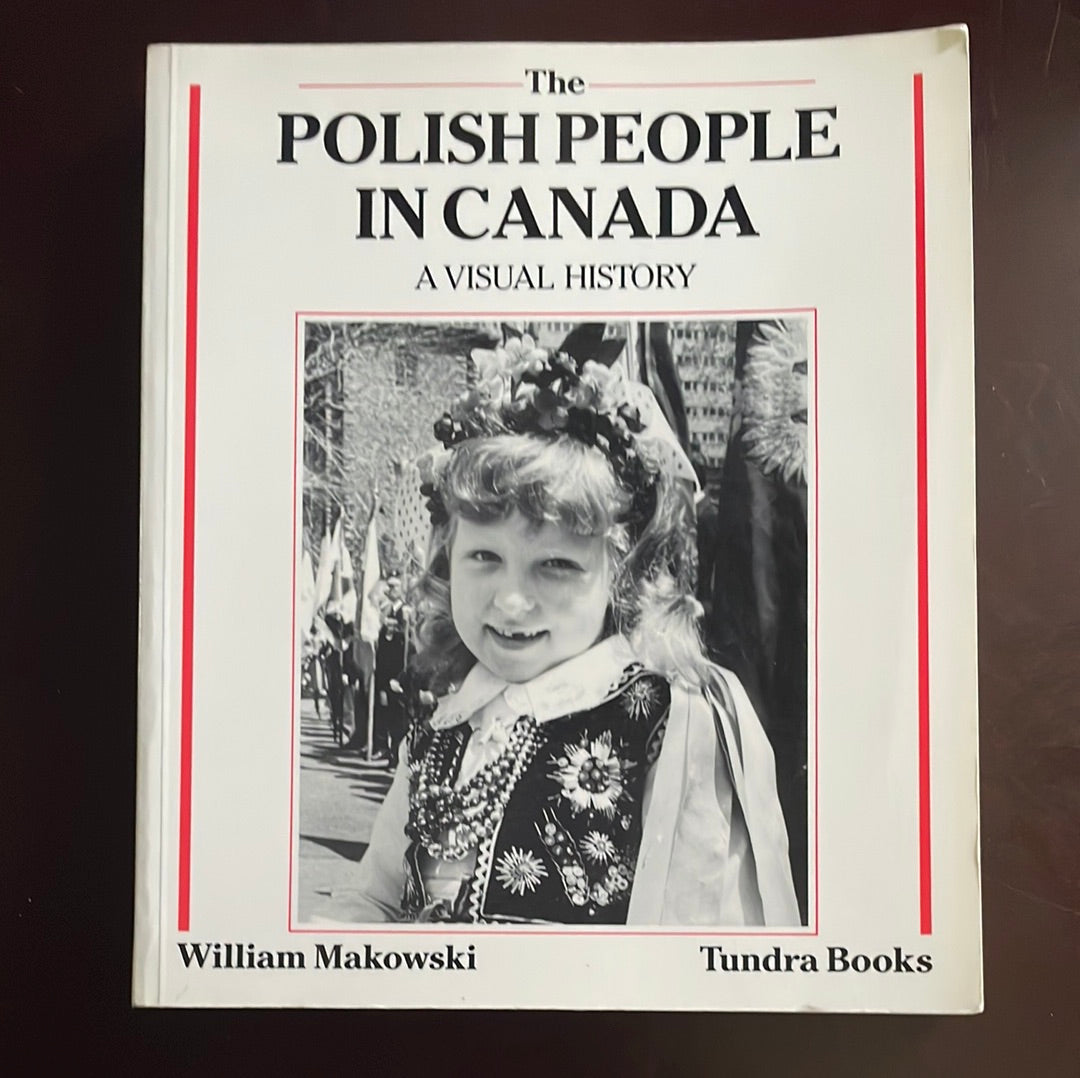 The
POLISH PEOPLE
IN CANADA
A VISUAL HISTORY
William Makowski
Tundra Books